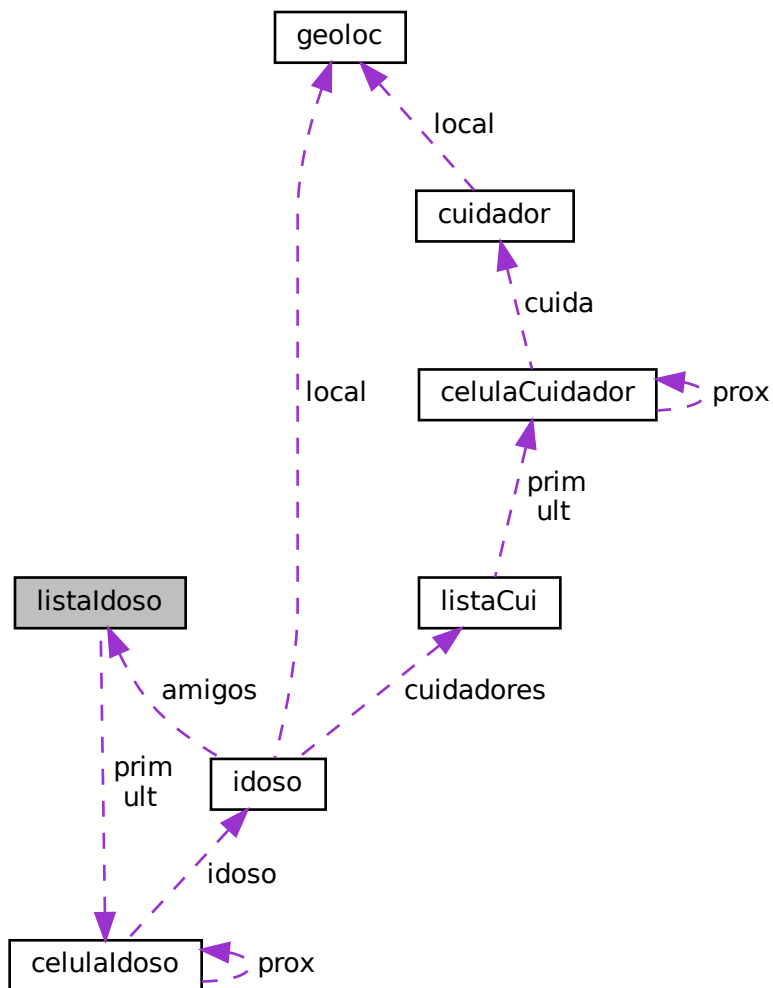 geoloc
local
cuidador
cuida
local
celulaCuidador
prox
prim
ult
listaIdoso
listaCui
amigos
cuidadores
prim
ult
idoso
idoso
celulaIdoso
prox